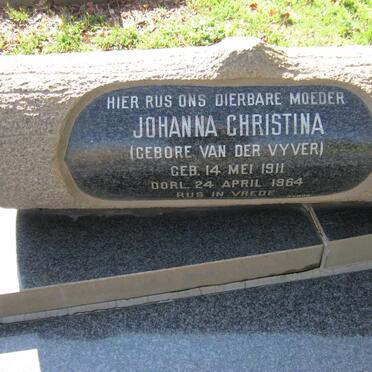 HIER RUS ONS DIERBARE MOEDER
JOHANNA CHRISTINA
(GEBORE VAN DER VYVER)
GEB. 14 MEI 1911
OORL. 24 APRIL 1964
RUS IN VREDE